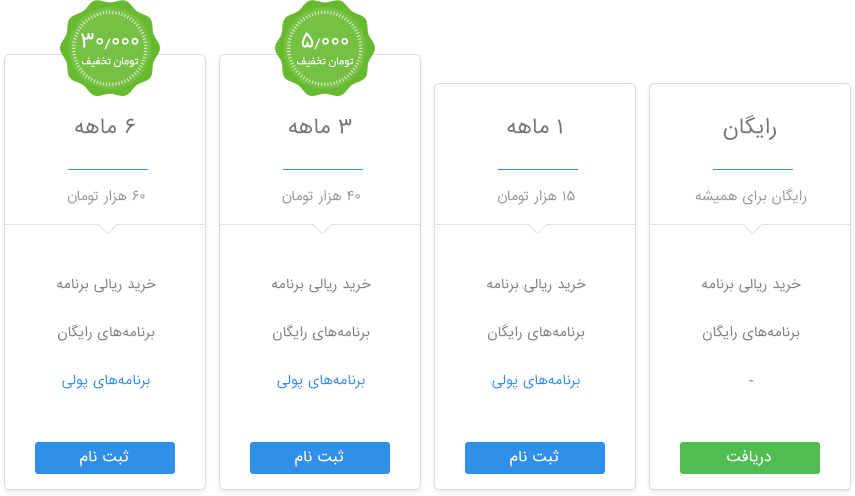 رایگان
رایگان برای همیشه
خرید ریالی برنامه
برنامه‌های رایگان
-
دریافت
۱ ماهه
۱۵ هزار تومان
خرید ریالی برنامه
برنامه‌های رایگان
برنامه‌های پولی
ثبت نام
۵٫۰۰۰
تومان تخفیف
۳ ماهه
۴۰ هزار تومان
خرید ریالی برنامه
برنامه‌های رایگان
برنامه‌های پولی
ثبت نام
۳۰٫۰۰۰
تومان تخفیف
۶ ماهه
۶۰ هزار تومان
خرید ریالی برنامه
برنامه‌های رایگان
برنامه‌های پولی
ثبت نام